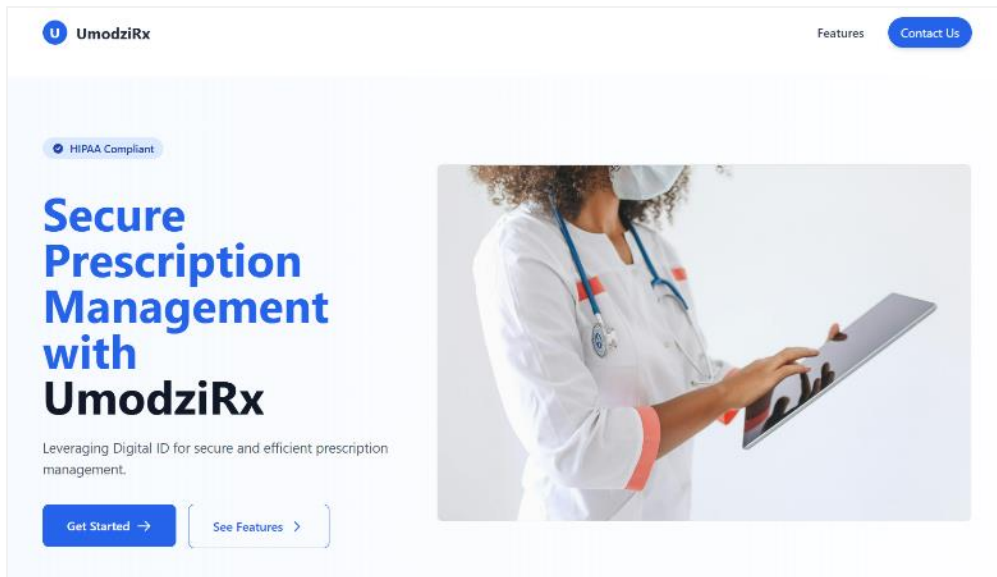 U UmodziRx
Features
Contact Us
HIPAA Compliant
Secure
Prescription
Management
with
UmodziRx
Leveraging Digital ID for secure and efficient prescription
management.
Get Started →
See Features >